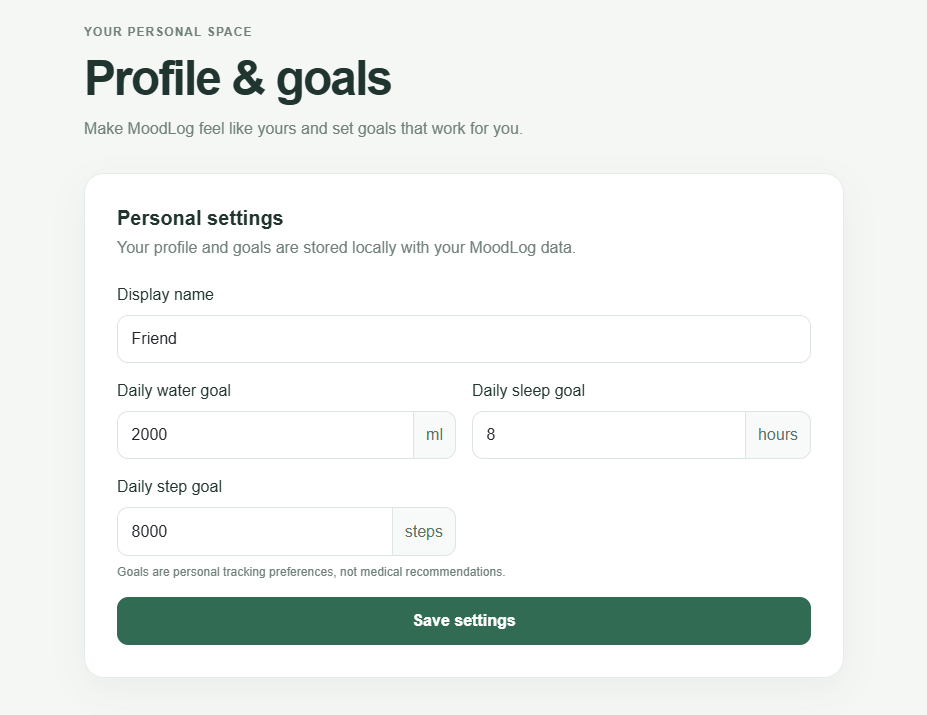 YOUR PERSONAL SPACE
Profile & goals
Make MoodLog feel like yours and set goals that work for you.
Personal settings
Your profile and goals are stored locally with your MoodLog data.
Display name
Friend
Daily water goal
2000 ml
Daily sleep goal
8 hours
Daily step goal
8000 steps
Goals are personal tracking preferences, not medical recommendations.
Save settings